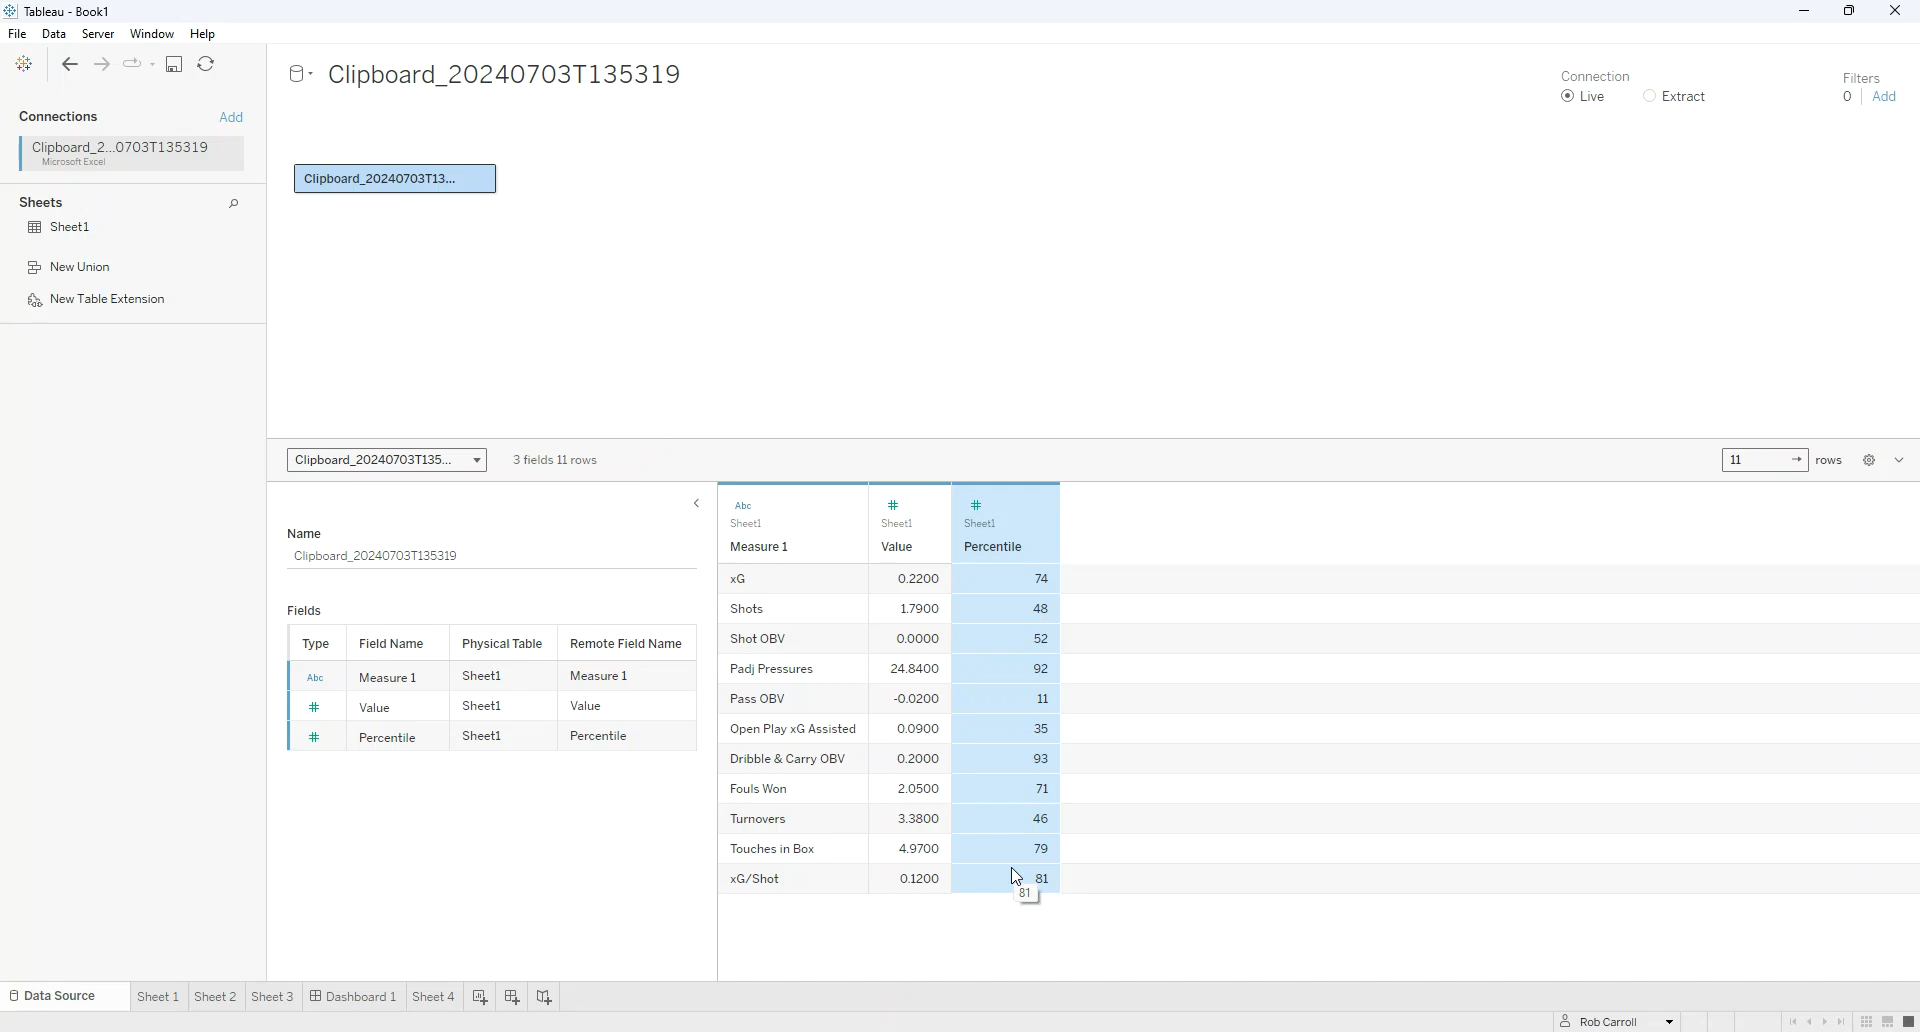 Tableau - Book1
File Data Server Window Help
Clipboard_20240703T135319
Connection
Live Extract
Filters
0 Add
Connections Add
Clipboard_2...0703T135319
Microsoft Excel
Sheets
Sheet1
New Union
New Table Extension
Clipboard_20240703T13...
Clipboard_20240703T135... 3 fields 11 rows 11 → rows
Name
Clipboard_20240703T135319
Fields
Type Field Name Physical Table Remote Field Name
Abc Measure 1 Sheet1 Measure 1
# Value Sheet1 Value
# Percentile Sheet1 Percentile
Abc # #
Sheet1 Sheet1 Sheet1
Measure 1 Value Percentile
xG 0.2200 74
Shots 1.7900 48
Shot OBV 0.0000 52
Padj Pressures 24.8400 92
Pass OBV -0.0200 11
Open Play xG Assisted 0.0900 35
Dribble & Carry OBV 0.2000 93
Fouls Won 2.0500 71
Turnovers 3.3800 46
Touches in Box 4.9700 79
xG/Shot 0.1200 81
81
Data Source Sheet 1 Sheet 2 Sheet 3 Dashboard 1 Sheet 4
Rob Carroll